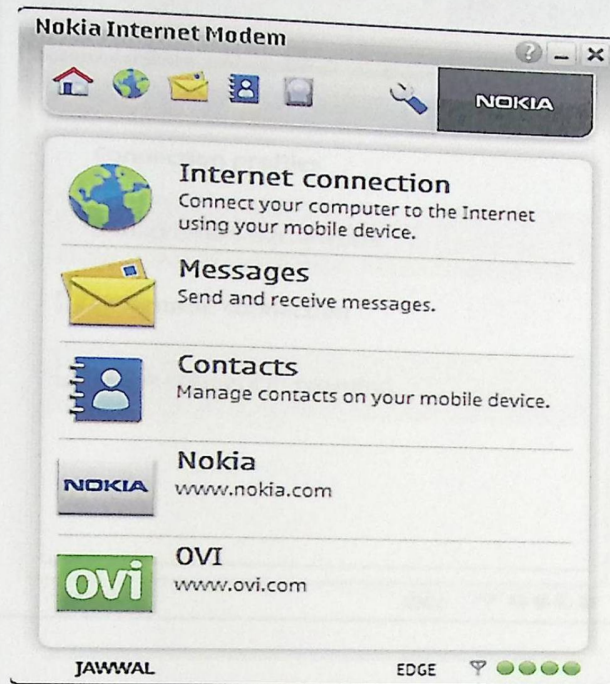 Nokia Internet Modem
NOKIA
Internet connection
Connect your computer to the Internet
using your mobile device.
Messages
Send and receive messages.
Contacts
Manage contacts on your mobile device.
NOKIA
Nokia
www.nokia.com
ovi
OVI
www.ovi.com
JAWWAL
EDGE